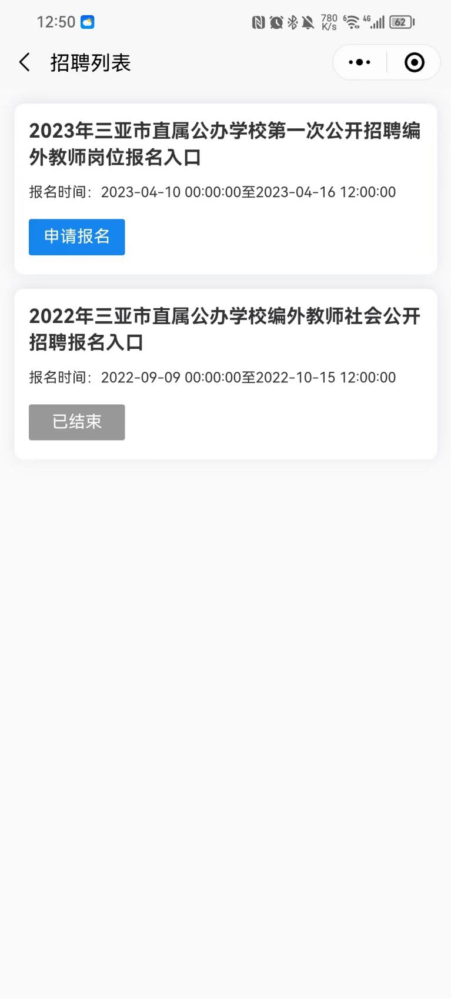 12:50
780
K/s
6
4G
62
招聘列表
2023年三亚市直属公办学校第一次公开招聘编
外教师岗位报名入口
报名时间：2023-04-10 00:00:00至2023-04-16 12:00:00
申请报名
2022年三亚市直属公办学校编外教师社会公开
招聘报名入口
报名时间：2022-09-09 00:00:00至2022-10-15 12:00:00
已结束